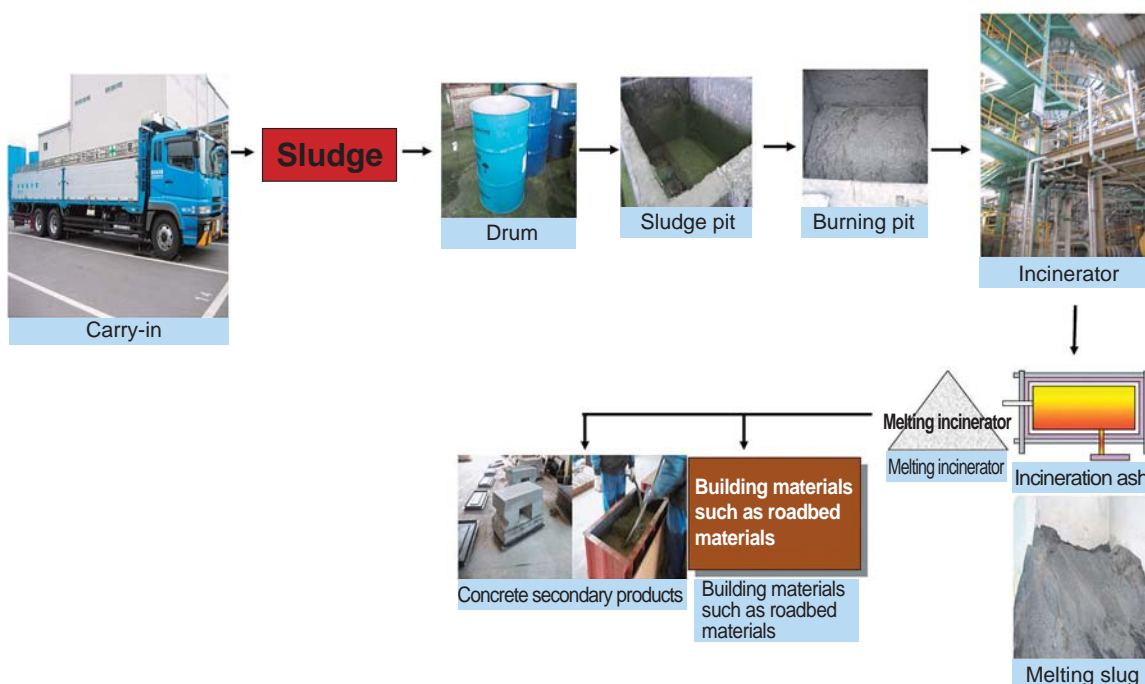 Sludge
Carry-in
Drum
Sludge pit
Burning pit
Incinerator
Melting incinerator
Melting incinerator
Incineration ash
Building materials
such as roadbed
materials
Concrete secondary products
Building materials
such as roadbed
materials
Melting slug